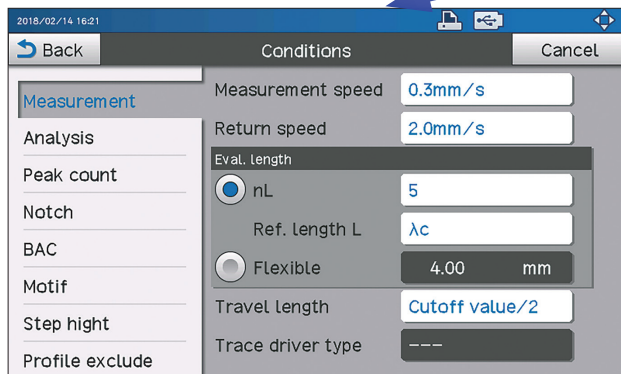 2018/02/14 16:21
Back
Conditions
Cancel
Measurement
Analysis
Peak count
Notch
BAC
Motif
Step hight
Profile exclude
Measurement speed 0.3mm/s
Return speed 2.0mm/s
Eval. length
nL 5
Ref. length L λc
Flexible 4.00 mm
Travel length Cutoff value/2
Trace driver type ---